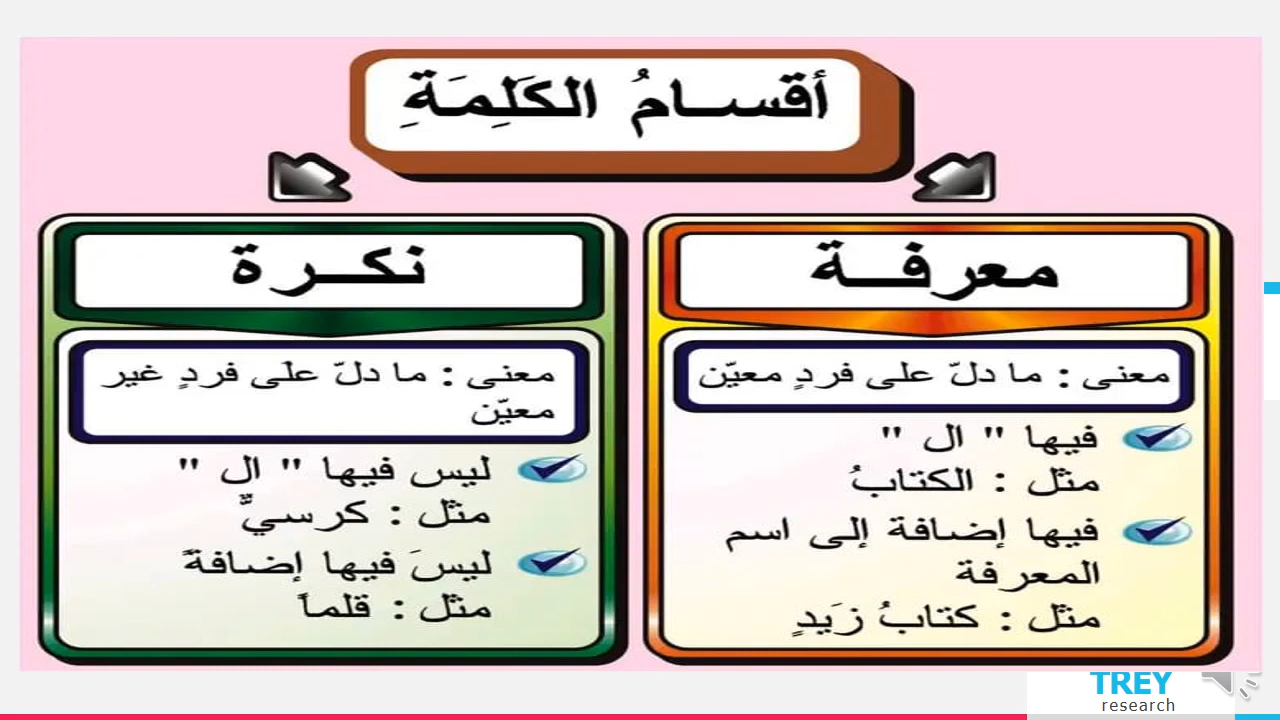 أقسامُ الكَلِمَةِ
معرفة
معنى : ما دلّ على فردٍ معيّن
فيها " ال "
مثل : الكتابُ
فيها إضافة إلى اسم
المعرفة
مثل : كتابُ زَيدٍ
نكرة
معنى : ما دلّ على فردٍ غير
معيّن
ليس فيها " ال "
مثل : كرسيٌّ
ليسَ فيها إضافةً
مثل : قلماً
TREY
research